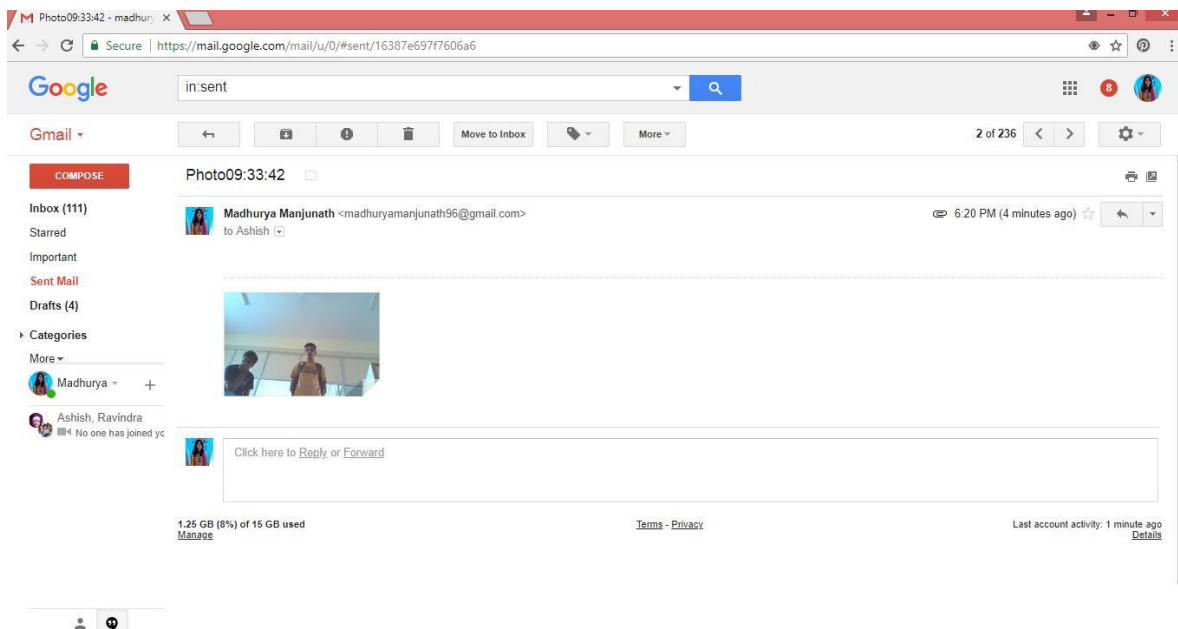 Photo09:33:42 - madhury
Secure | https://mail.google.com/mail/u/0/#sent/16387e697f7606a6
Google
in:sent
8
Gmail
Move to Inbox
More
2 of 236
COMPOSE
Photo09:33:42
Inbox (111)
Starred
Important
Sent Mail
Drafts (4)
Categories
More
Madhurya
Ashish, Ravindra
No one has joined yo
Madhurya Manjunath <madhuryamanjunath96@gmail.com>
6:20 PM (4 minutes ago)
to Ashish
Click here to Reply or Forward
1.25 GB (8%) of 15 GB used
Manage
Terms - Privacy
Last account activity: 1 minute ago
Details